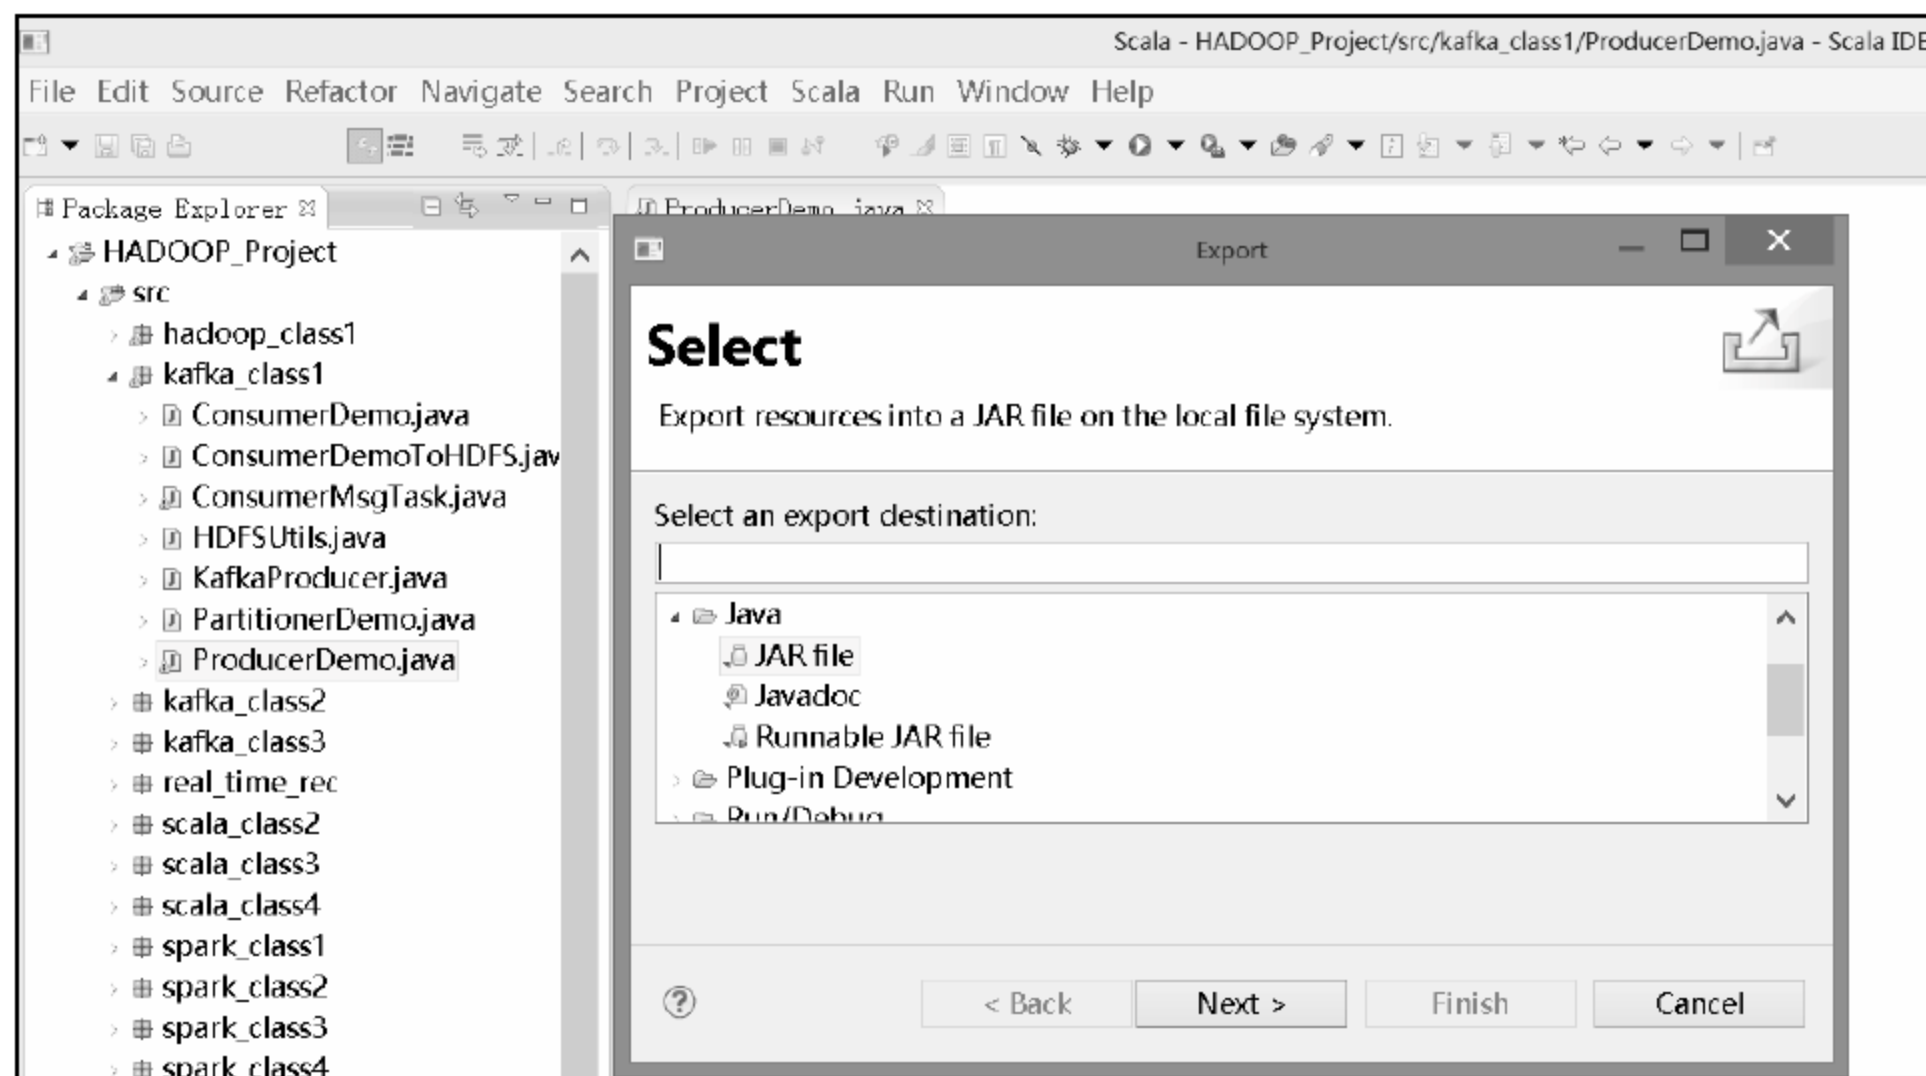 Scala - HADOOP_Project/src/kafka_class1/ProducerDemo.java - Scala IDE
File Edit Source Refactor Navigate Search Project Scala Run Window Help
Package Explorer
ProducerDemo.java
HADOOP_Project
src
hadoop_class1
kafka_class1
ConsumerDemo.java
ConsumerDemoToHDFS.jav
ConsumerMsgTask.java
HDFSUtils.java
KafkaProducer.java
PartitionerDemo.java
ProducerDemo.java
kafka_class2
kafka_class3
real_time_rec
scala_class2
scala_class3
scala_class4
spark_class1
spark_class2
spark_class3
spark_class4
Export
Select
Export resources into a JAR file on the local file system.
Select an export destination:
Java
JAR file
Javadoc
Runnable JAR file
Plug-in Development
Run/Debug
< Back Next > Finish Cancel